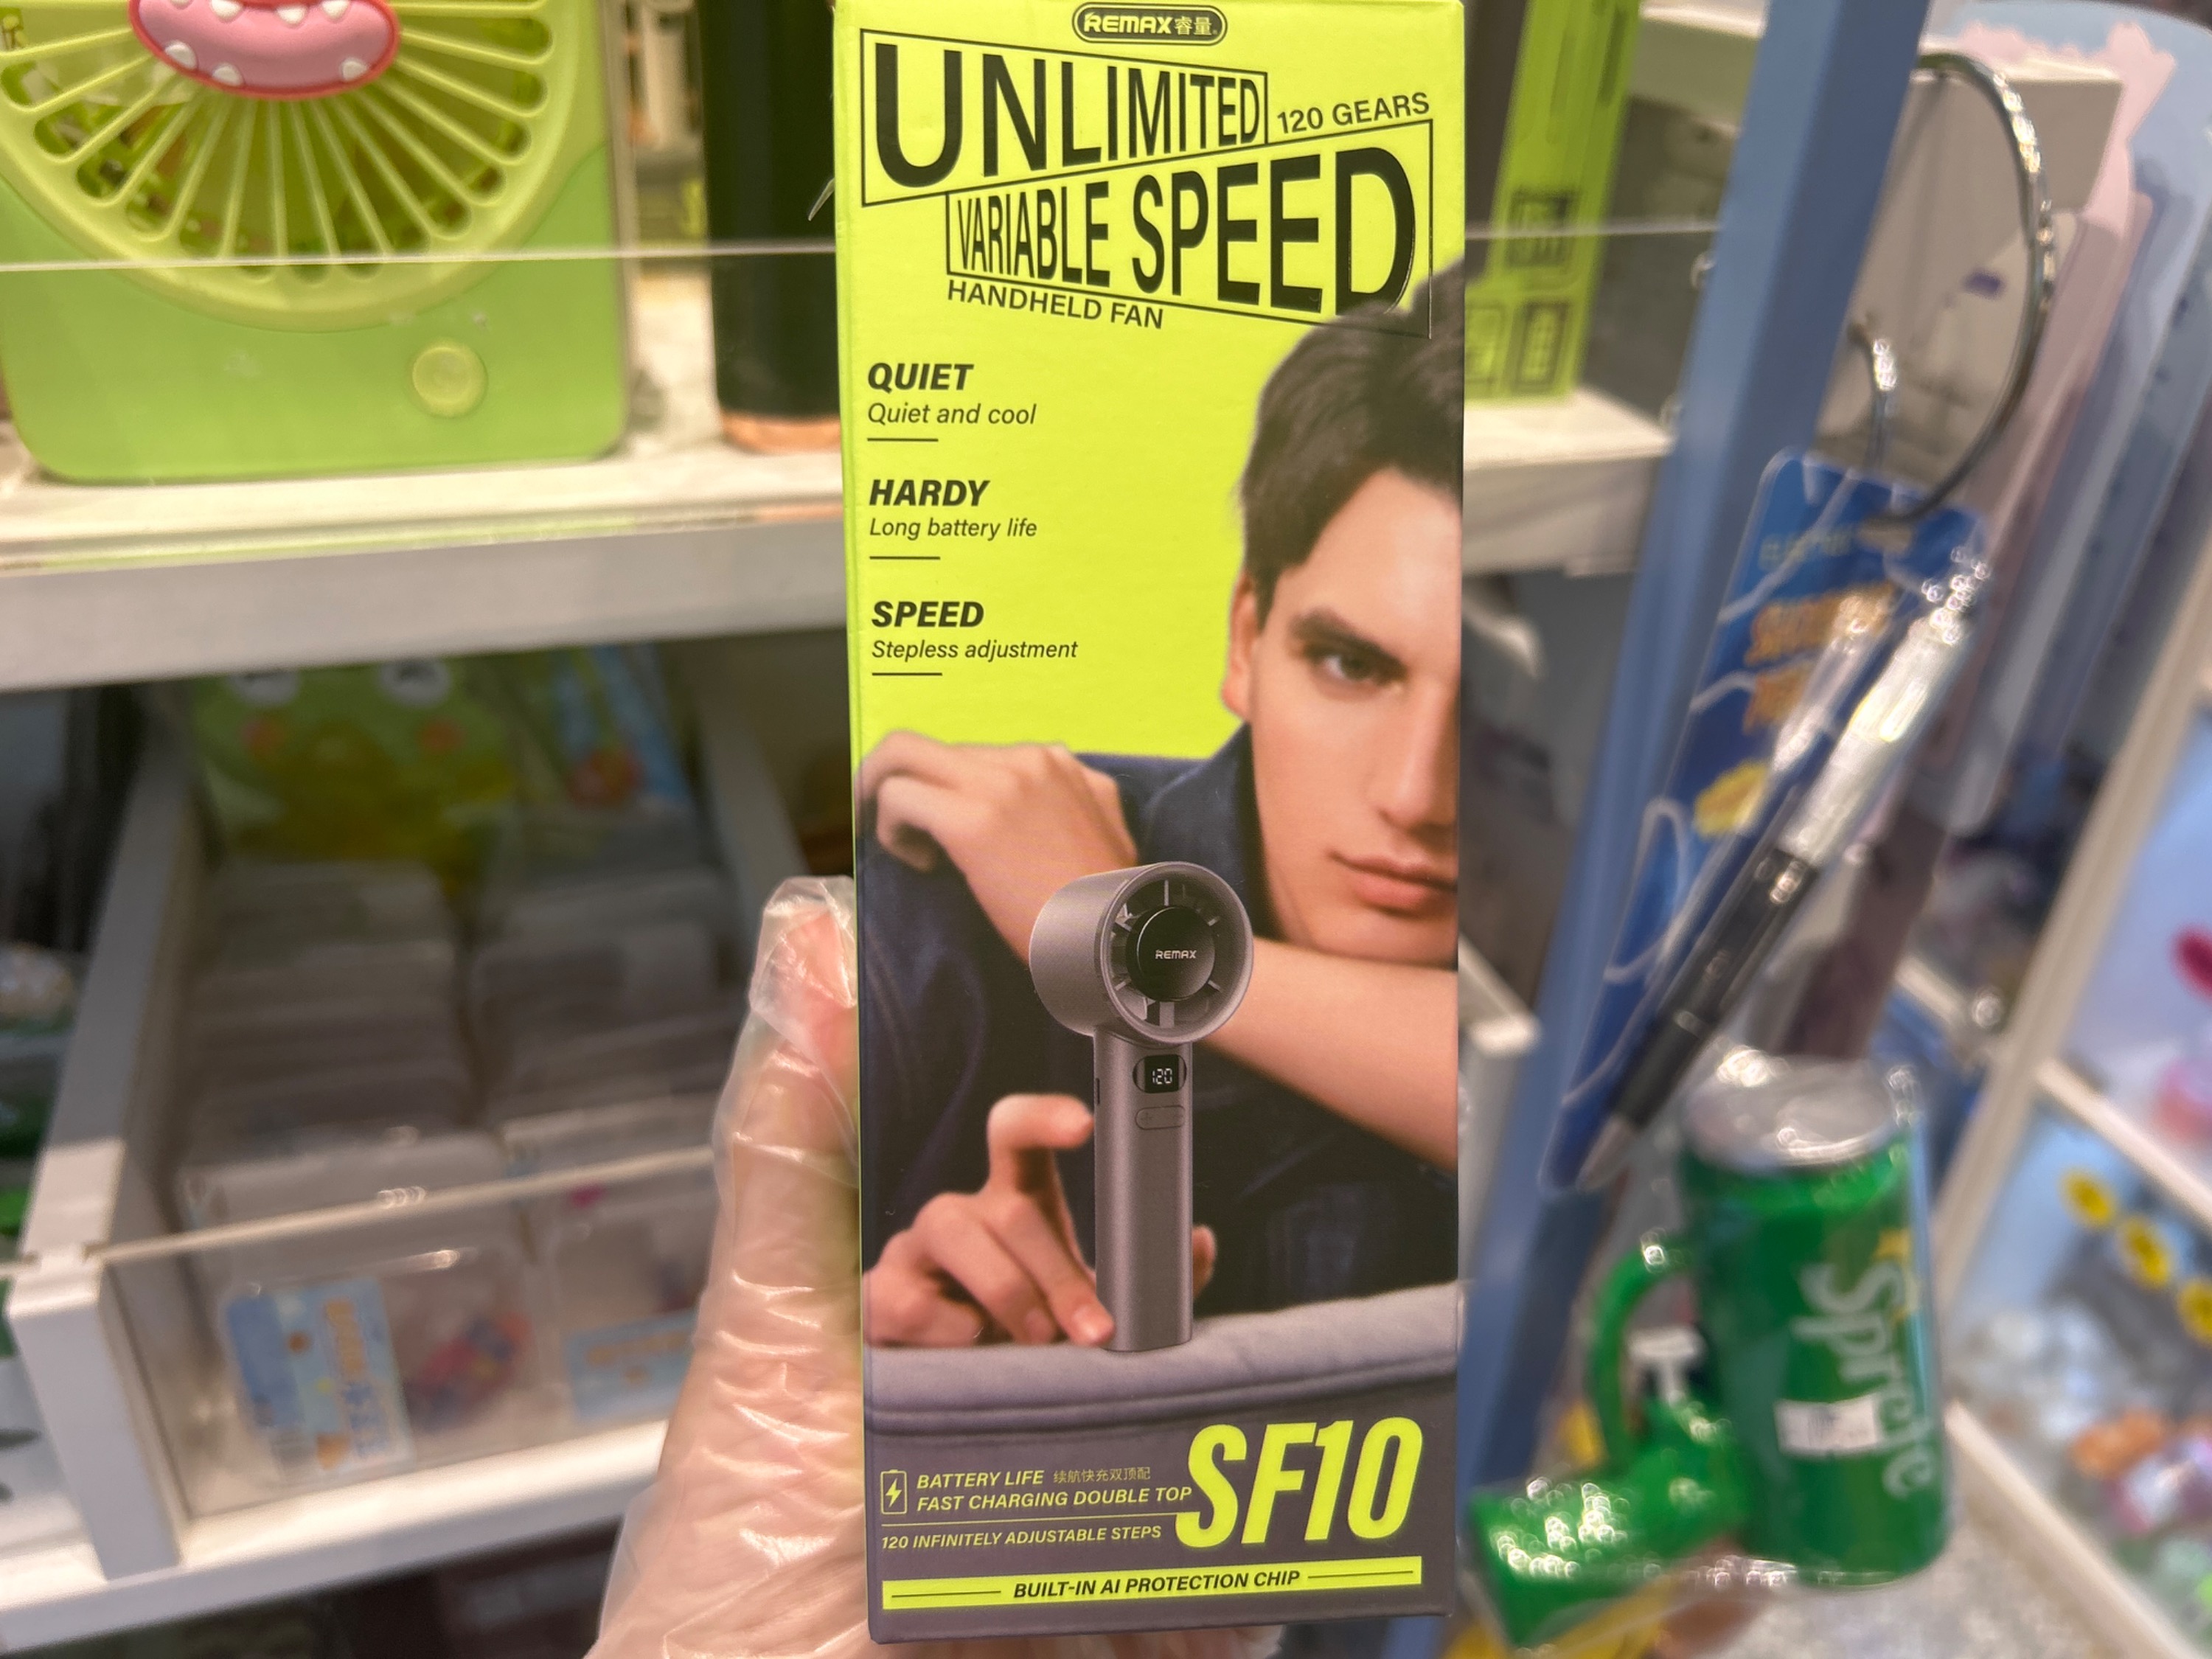 REMAX睿量
UNLIMITED
120 GEARS
VARIABLE SPEED
HANDHELD FAN
QUIET
Quiet and cool
HARDY
Long battery life
SPEED
Stepless adjustment
REMAX
120
BATTERY LIFE 续航快充双顶配
FAST CHARGING DOUBLE TOP
120 INFINITELY ADJUSTABLE STEPS
SF10
BUILT-IN AI PROTECTION CHIP